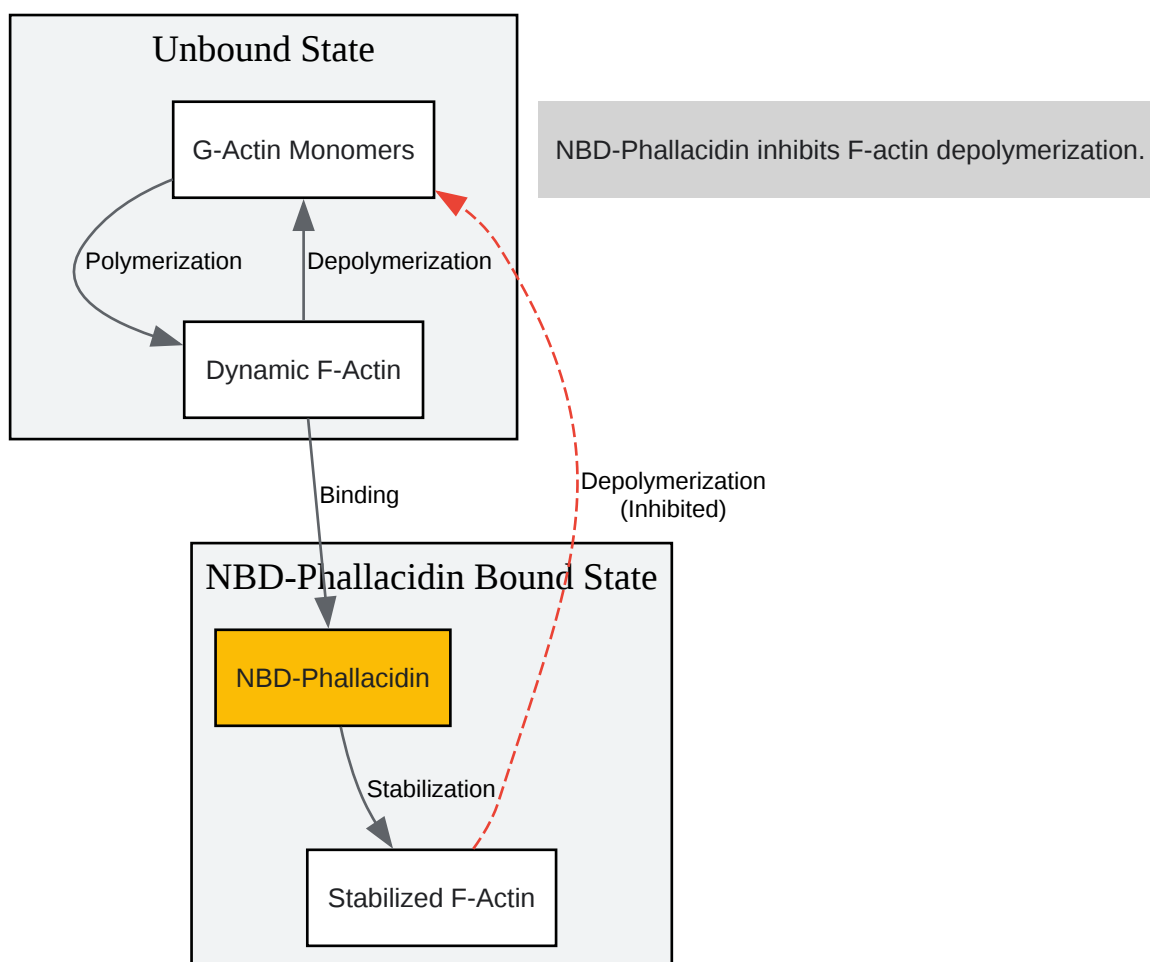 Unbound State
G-Actin Monomers
NBD-Phallacidin inhibits F-actin depolymerization.
Polymerization
Depolymerization
Dynamic F-Actin
Binding
Depolymerization
(Inhibited)
NBD-Phallacidin Bound State
NBD-Phallacidin
Stabilization
Stabilized F-Actin